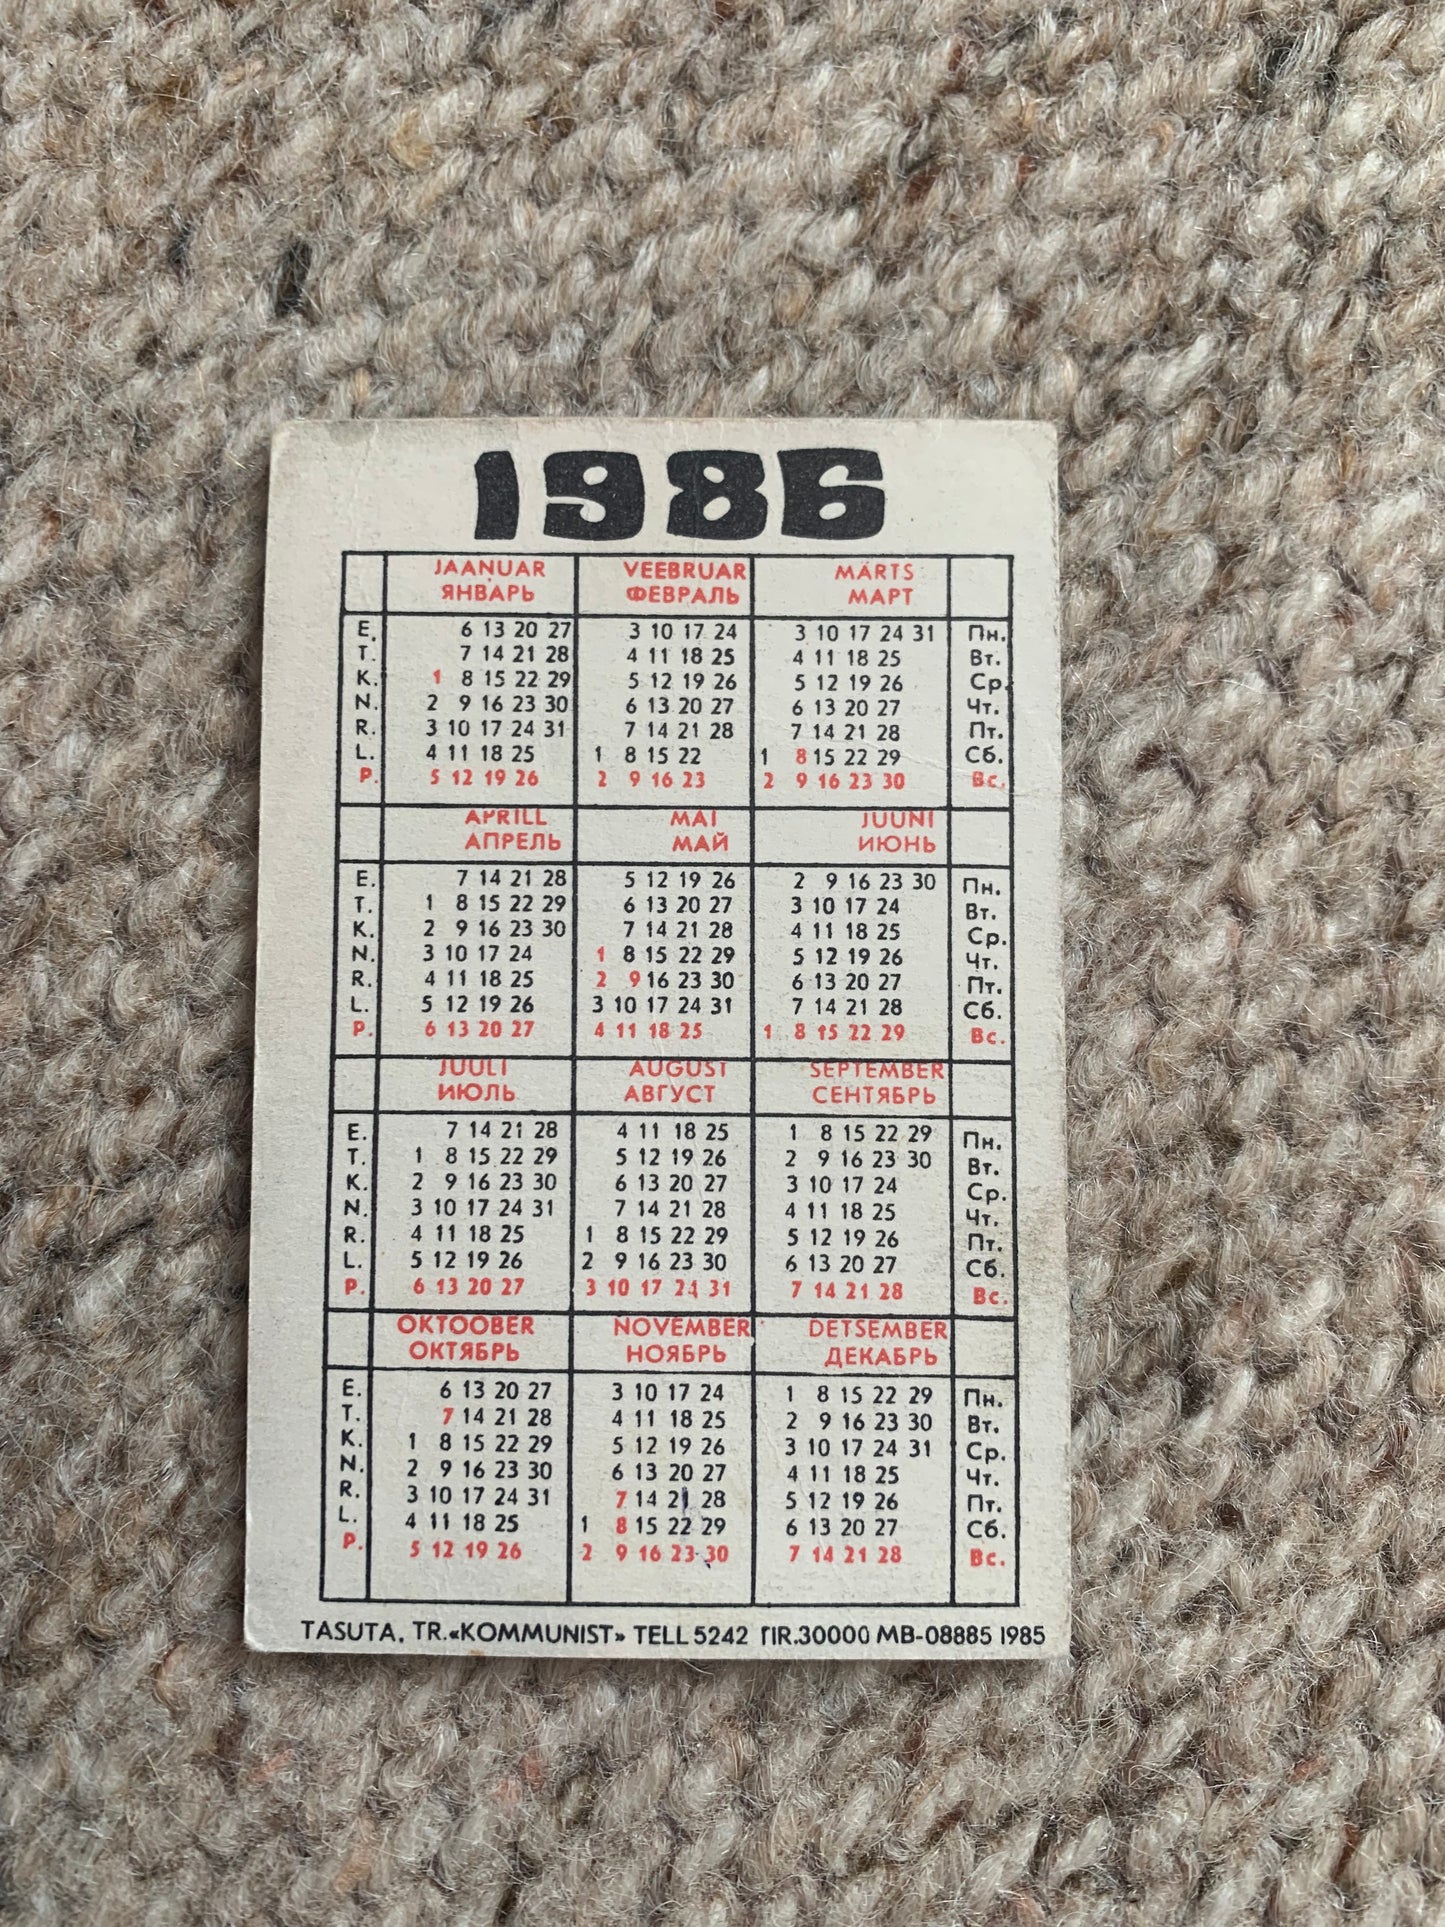 1986
JAANUAR VEEBRUAR MÄRTS
ЯНВАРЬ ФЕВРАЛЬ МАРТ
E. 6 13 20 27 3 10 17 24 3 10 17 24 31 Пн.
T. 7 14 21 28 4 11 18 25 4 11 18 25 Вт.
K. 1 8 15 22 29 5 12 19 26 5 12 19 26 Ср.
N. 2 9 16 23 30 6 13 20 27 6 13 20 27 Чт.
R. 3 10 17 24 31 7 14 21 28 7 14 21 28 Пт.
L. 4 11 18 25 1 8 15 22 1 8 15 22 29 Сб.
P. 5 12 19 26 2 9 16 23 2 9 16 23 30 Вс.
APRILL MAI JUUNI
АПРЕЛЬ МАЙ ИЮНЬ
E. 7 14 21 28 5 12 19 26 2 9 16 23 30 Пн.
T. 1 8 15 22 29 6 13 20 27 3 10 17 24 Вт.
K. 2 9 16 23 30 7 14 21 28 4 11 18 25 Ср.
N. 3 10 17 24 1 8 15 22 29 5 12 19 26 Чт.
R. 4 11 18 25 2 9 16 23 30 6 13 20 27 Пт.
L. 5 12 19 26 3 10 17 24 31 7 14 21 28 Сб.
P. 6 13 20 27 4 11 18 25 1 8 15 22 29 Вс.
JUULI AUGUST SEPTEMBER
ИЮЛЬ АВГУСТ СЕНТЯБРЬ
E. 7 14 21 28 4 11 18 25 1 8 15 22 29 Пн.
T. 1 8 15 22 29 5 12 19 26 2 9 16 23 30 Вт.
K. 2 9 16 23 30 6 13 20 27 3 10 17 24 Ср.
N. 3 10 17 24 31 7 14 21 28 4 11 18 25 Чт.
R. 4 11 18 25 1 8 15 22 29 5 12 19 26 Пт.
L. 5 12 19 26 2 9 16 23 30 6 13 20 27 Сб.
P. 6 13 20 27 3 10 17 24 31 7 14 21 28 Вс.
OKTOOBER NOVEMBER DETSEMBER
ОКТЯБРЬ НОЯБРЬ ДЕКАБРЬ
E. 6 13 20 27 3 10 17 24 1 8 15 22 29 Пн.
T. 7 14 21 28 4 11 18 25 2 9 16 23 30 Вт.
K. 1 8 15 22 29 5 12 19 26 3 10 17 24 31 Ср.
N. 2 9 16 23 30 6 13 20 27 4 11 18 25 Чт.
R. 3 10 17 24 31 7 14 21 28 5 12 19 26 Пт.
L. 4 11 18 25 1 8 15 22 29 6 13 20 27 Сб.
P. 5 12 19 26 2 9 16 23 30 7 14 21 28 Вс.
TASUTA. TR. «KOMMUNIST» TELL 5242 TIR.30000 MB-08885 1985